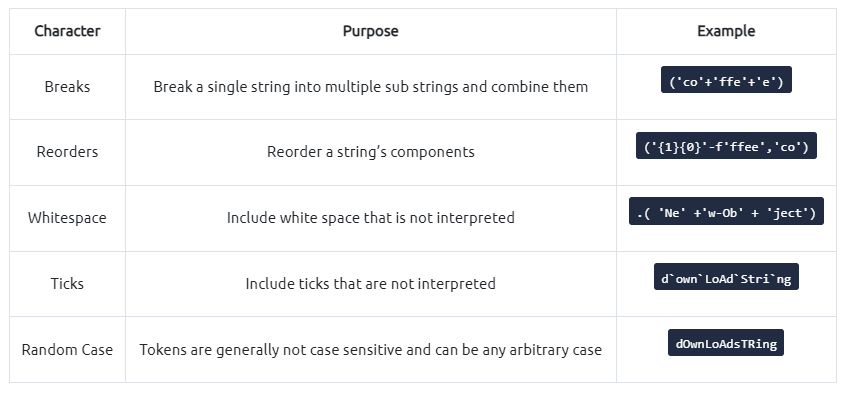 Character Purpose Example
Breaks Break a single string into multiple sub strings and combine them ('co'+'ffe'+'e')
Reorders Reorder a string’s components ('{1}{0}'-f'ffee','co')
Whitespace Include white space that is not interpreted .( 'Ne' +'w-Ob' + 'ject')
Ticks Include ticks that are not interpreted d`own`LoAd`Stri`ng
Random Case Tokens are generally not case sensitive and can be any arbitrary case dOwnLoAdsTRing